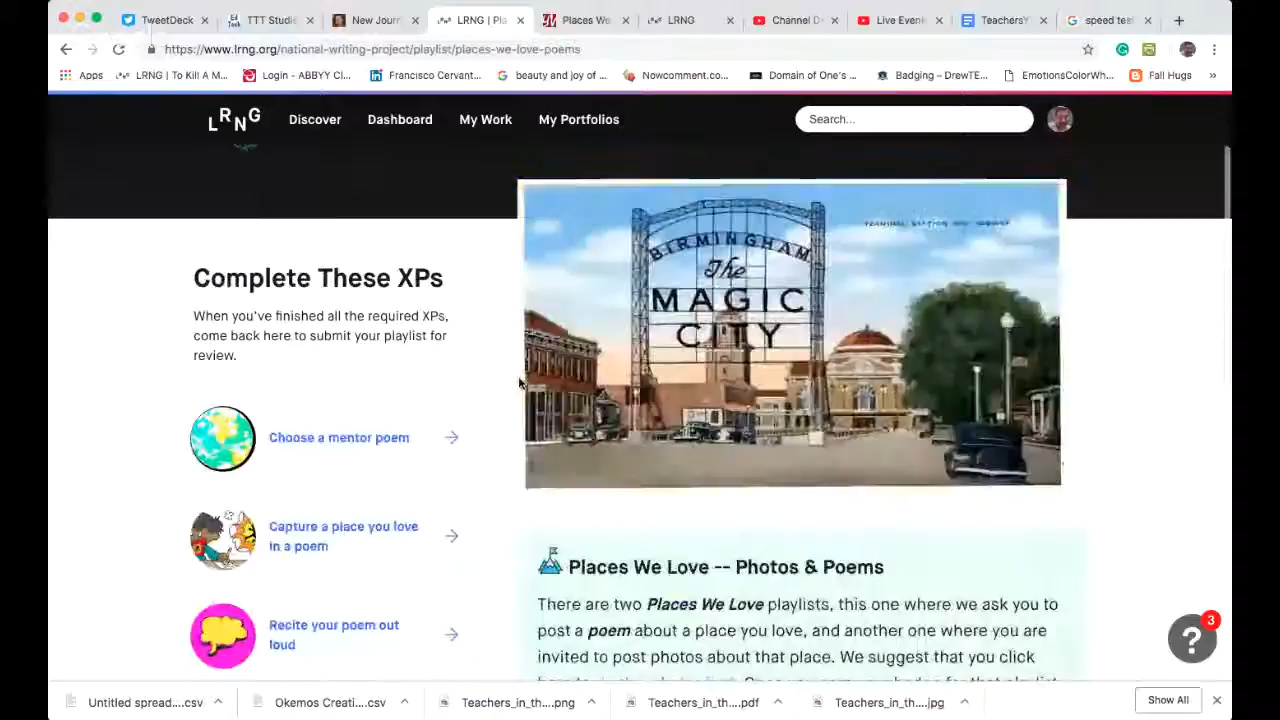 TweetDeck
TTT Studi
New Journ
LRNG | Pla
Places We
LRNG
Channel D
Live Even
TeachersY
speed tes
https://www.lrng.org/national-writing-project/playlist/places-we-love-poems
Apps
LRNG | To Kill A M...
Login - ABBYY Cl...
Francisco Cervant...
beauty and joy of ...
Nowcomment.co...
Domain of One's ...
Badging – DrewTE...
EmotionsColorWh...
Fall Hugs
»
LRNG
Discover
Dashboard
My Work
My Portfolios
Search...
BIRMINGHAM
The
MAGIC
CITY
Complete These XPs
When you've finished all the required XPs,
come back here to submit your playlist for
review.
Choose a mentor poem
Capture a place you love
in a poem
Recite your poem out
loud
Places We Love -- Photos & Poems
There are two Places We Love playlists, this one where we ask you to
post a poem about a place you love, and another one where you are
invited to post photos about that place. We suggest that you click
3
?
Untitled spread....csv
Okemos Creati....csv
Teachers_in_th....png
Teachers_in_th....pdf
Teachers_in_th....jpg
Show All